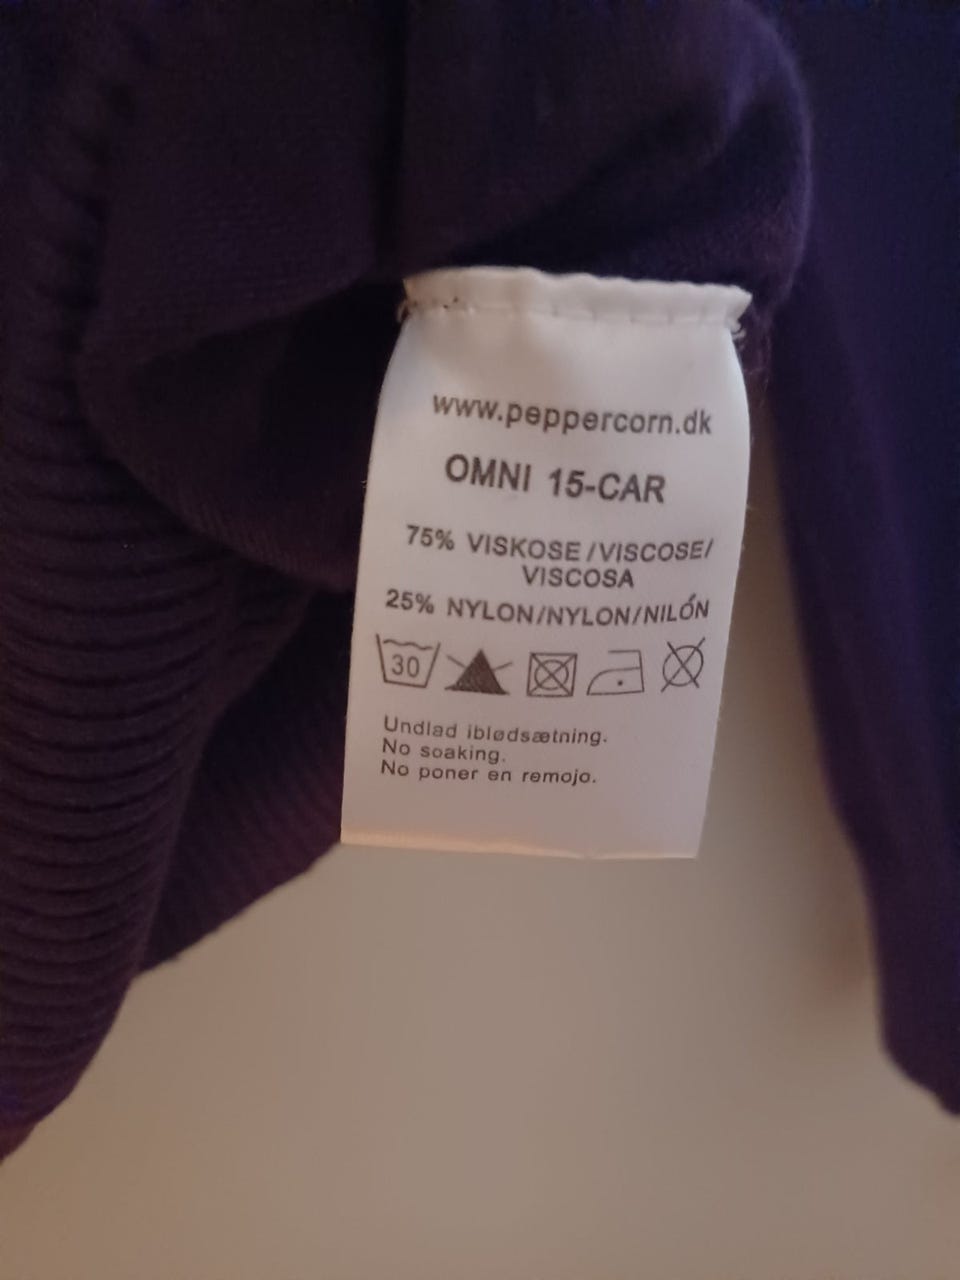 www.peppercorn.dk
OMNI 15-CAR
75% VISKOSE/VISCOSE/
VISCOSA
25% NYLON/NYLON/NILÓN
30
Undlad iblødsætning.
No soaking.
No poner en remojo.